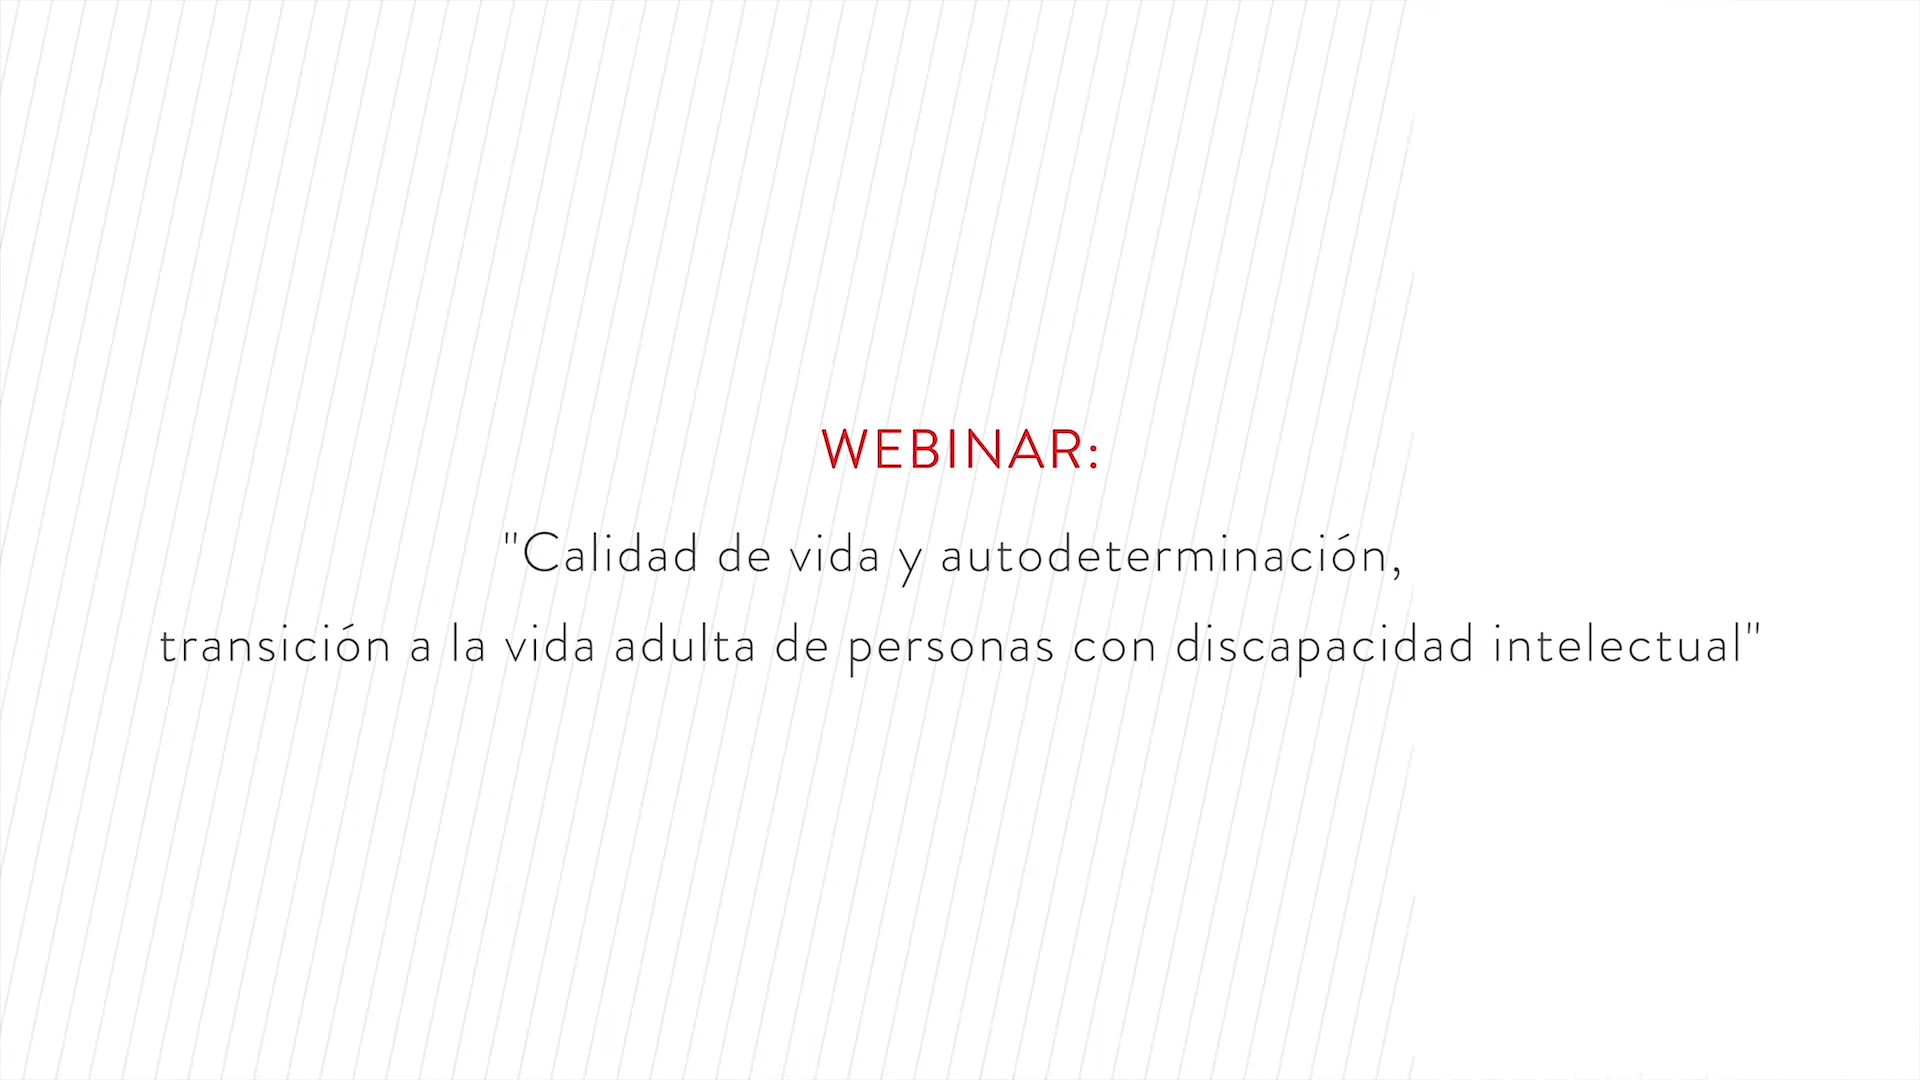 WEBINAR:
"Calidad de vida y autodeterminación,
transición a la vida adulta de personas con discapacidad intelectual"